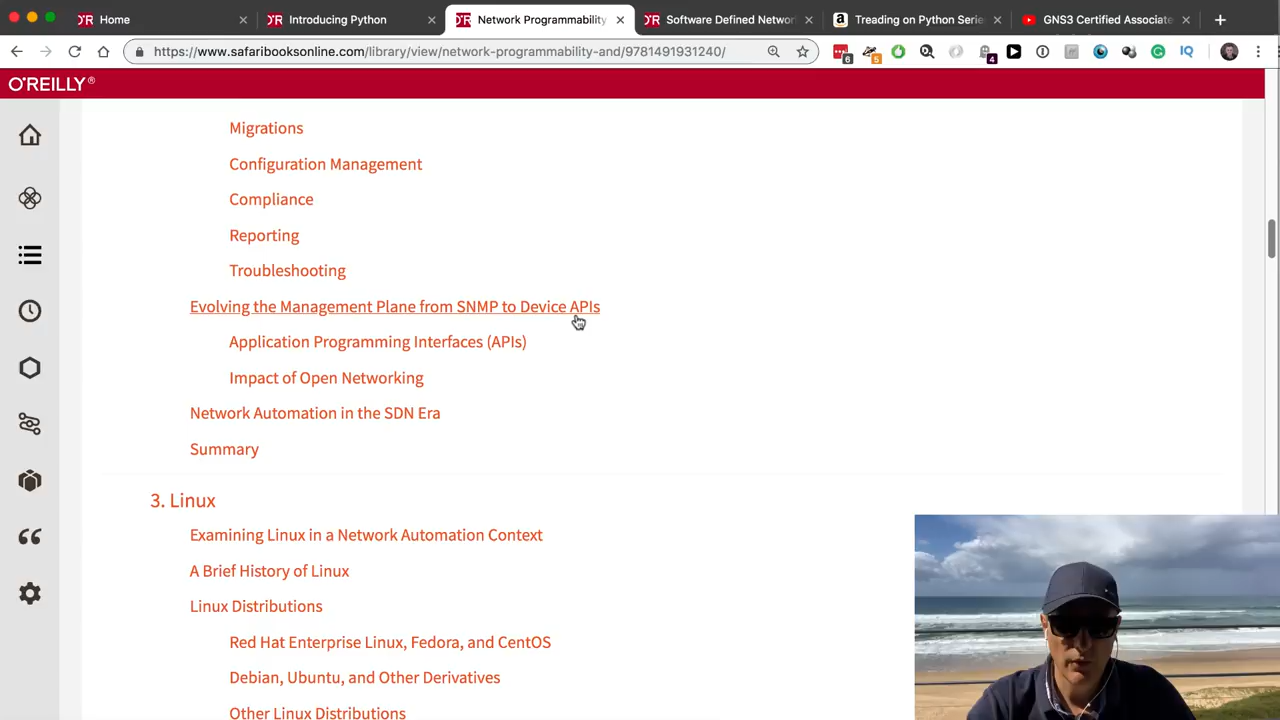 Home
Introducing Python
Network Programmability
Software Defined Networ
Treading on Python Serie
GNS3 Certified Associate
https://www.safaribooksonline.com/library/view/network-programmability-and/9781491931240/
6
5
4
IQ
O'REILLY®
Migrations
Configuration Management
Compliance
Reporting
Troubleshooting
Evolving the Management Plane from SNMP to Device APIs
Application Programming Interfaces (APIs)
Impact of Open Networking
Network Automation in the SDN Era
Summary
3. Linux
Examining Linux in a Network Automation Context
A Brief History of Linux
Linux Distributions
Red Hat Enterprise Linux, Fedora, and CentOS
Debian, Ubuntu, and Other Derivatives
Other Linux Distributions